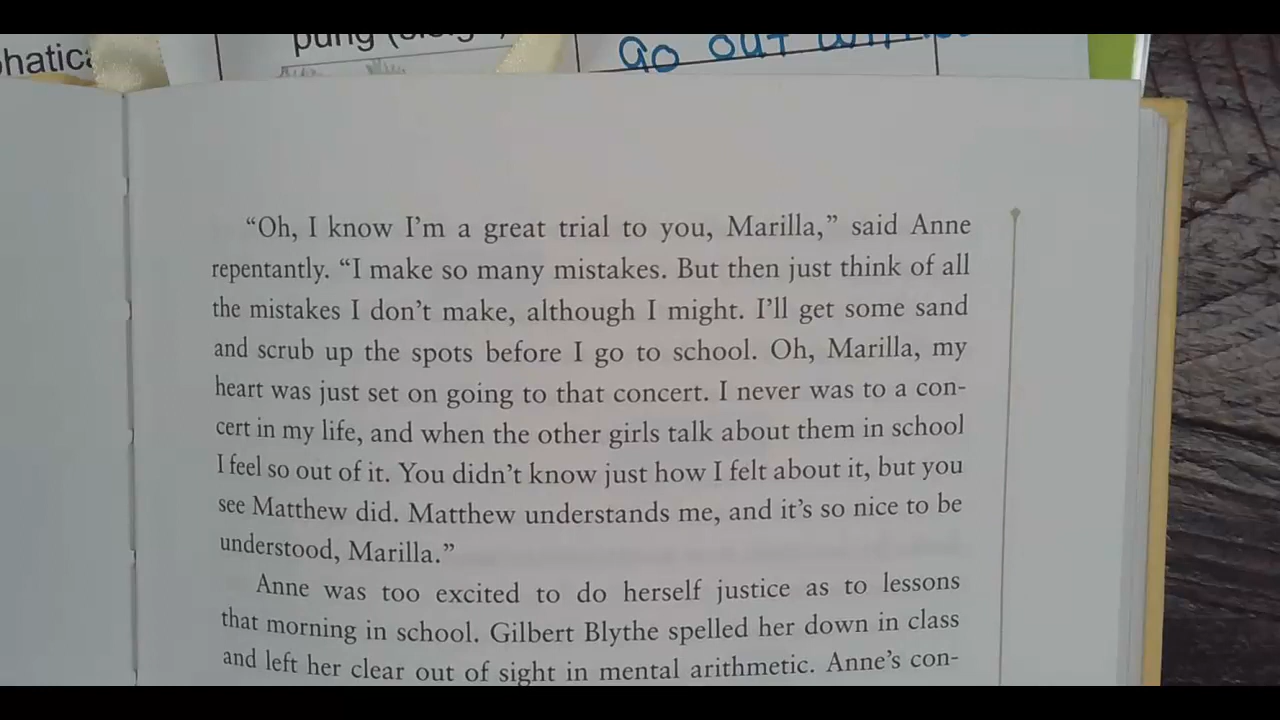 go out
"Oh, I know I'm a great trial to you, Marilla," said Anne
repentantly. "I make so many mistakes. But then just think of all
the mistakes I don't make, although I might. I'll get some sand
and scrub up the spots before I go to school. Oh, Marilla, my
heart was just set on going to that concert. I never was to a con-
cert in my life, and when the other girls talk about them in school
I feel so out of it. You didn't know just how I felt about it, but you
see Matthew did. Matthew understands me, and it's so nice to be
understood, Marilla."
Anne was too excited to do herself justice as to lessons
that morning in school. Gilbert Blythe spelled her down in class
and left her clear out of sight in mental arithmetic. Anne's con-